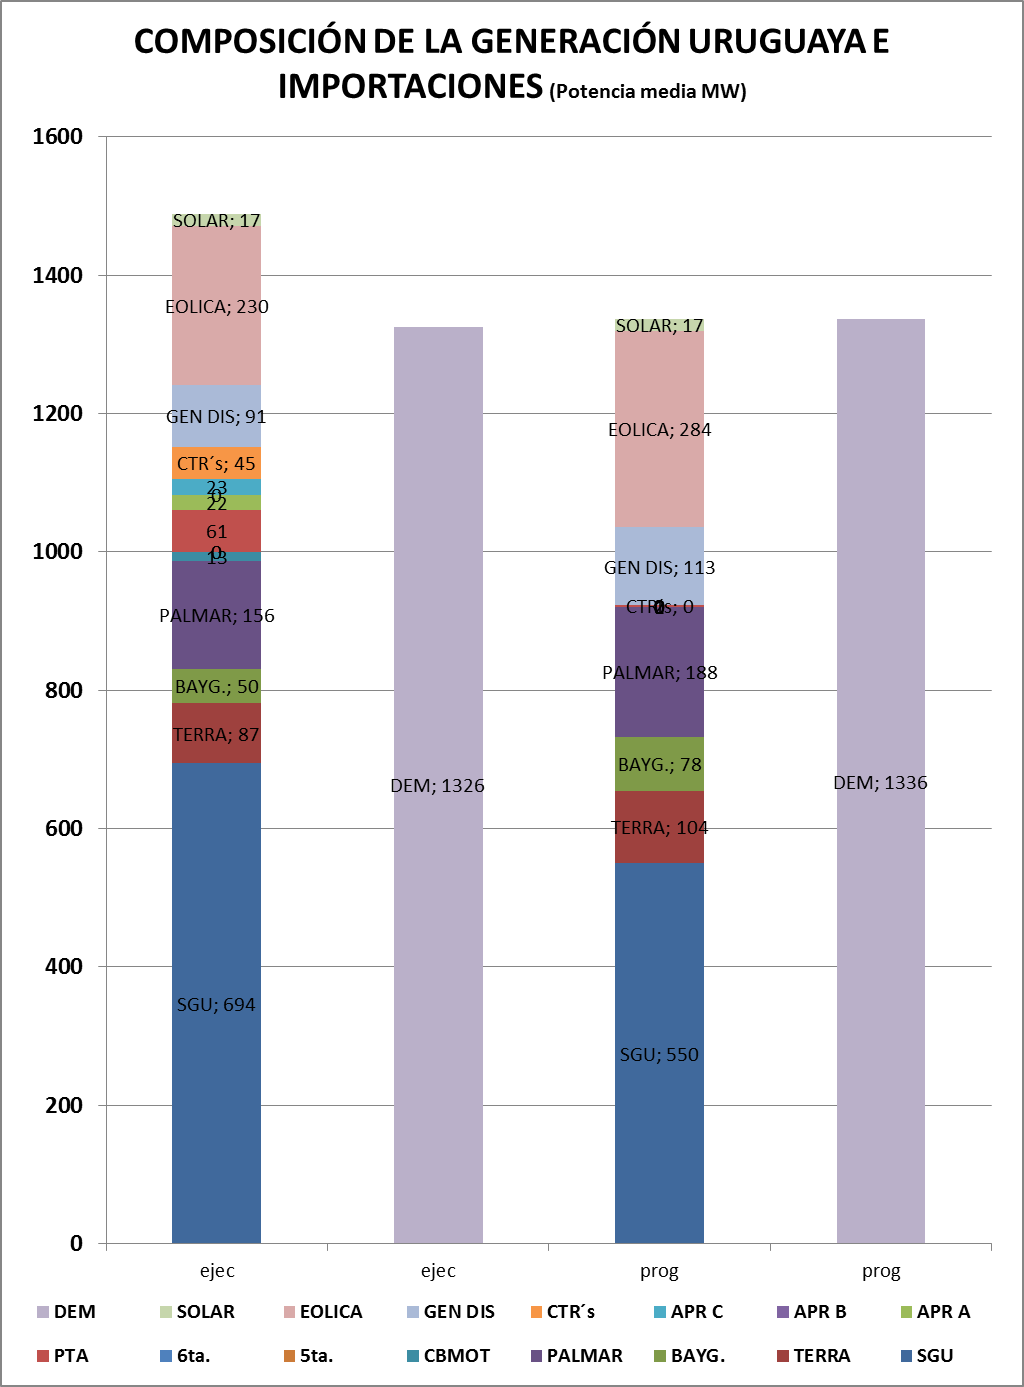 COMPOSICIÓN DE LA GENERACIÓN URUGUAYA E
IMPORTACIONES (Potencia media MW)
1600
1400
1200
1000
800
600
400
200
0
SOLAR; 17
EOLICA; 230
GEN DIS; 91
CTR´s; 45
23
0
22
61
0
13
PALMAR; 156
BAYG.; 50
TERRA; 87
SGU; 694
DEM; 1326
SOLAR; 17
EOLICA; 284
GEN DIS; 113
CTR´s; 0
PALMAR; 188
BAYG.; 78
TERRA; 104
SGU; 550
DEM; 1336
ejec ejec prog prog
DEM SOLAR EOLICA GEN DIS CTR´s APR C APR B APR A
PTA 6ta. 5ta. CBMOT PALMAR BAYG. TERRA SGU